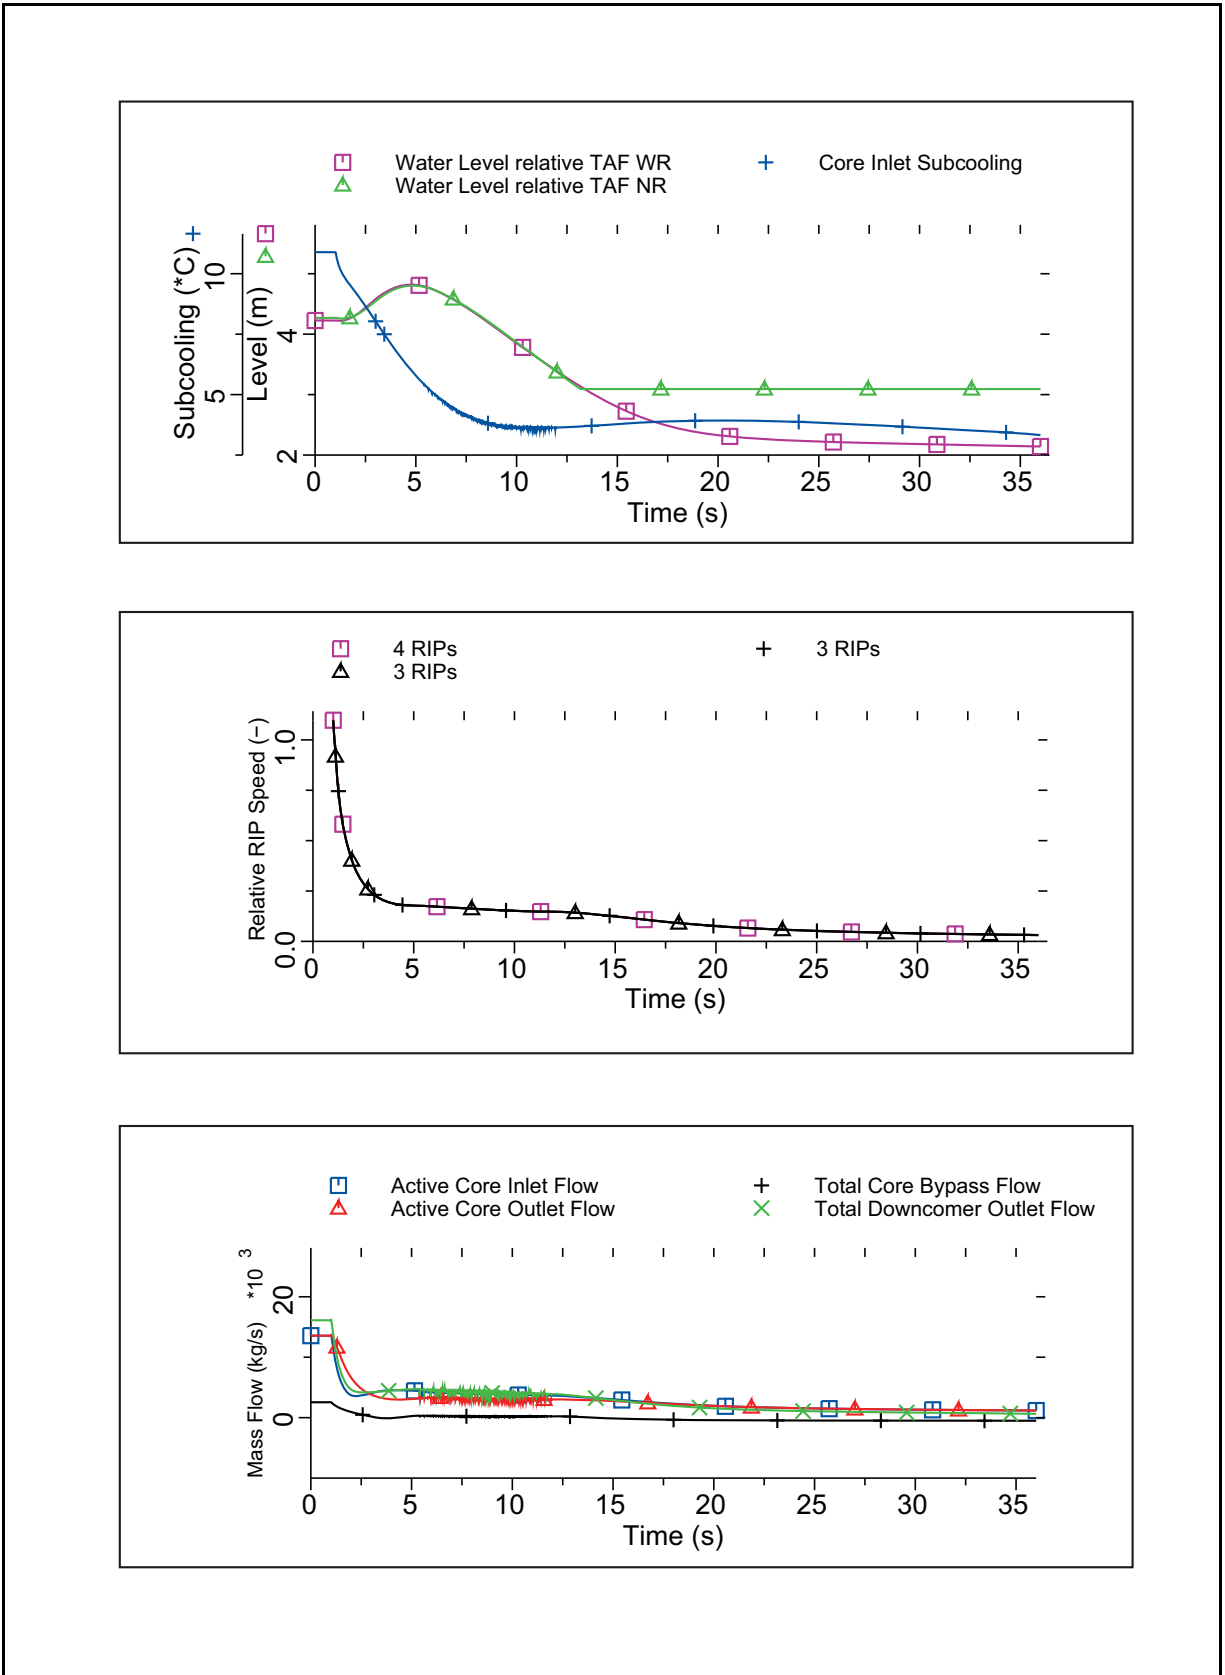 Water Level relative TAF WR
Core Inlet Subcooling
Water Level relative TAF NR
Subcooling (*C)
10
5
Level (m)
4
2
0 5 10 15 20 25 30 35
Time (s)
4 RIPs
3 RIPs
3 RIPs
Relative RIP Speed (−)
1.0
0.0
0 5 10 15 20 25 30 35
Time (s)
Active Core Inlet Flow
Total Core Bypass Flow
Active Core Outlet Flow
Total Downcomer Outlet Flow
Mass Flow (kg/s) *10 3
20
0
0 5 10 15 20 25 30 35
Time (s)